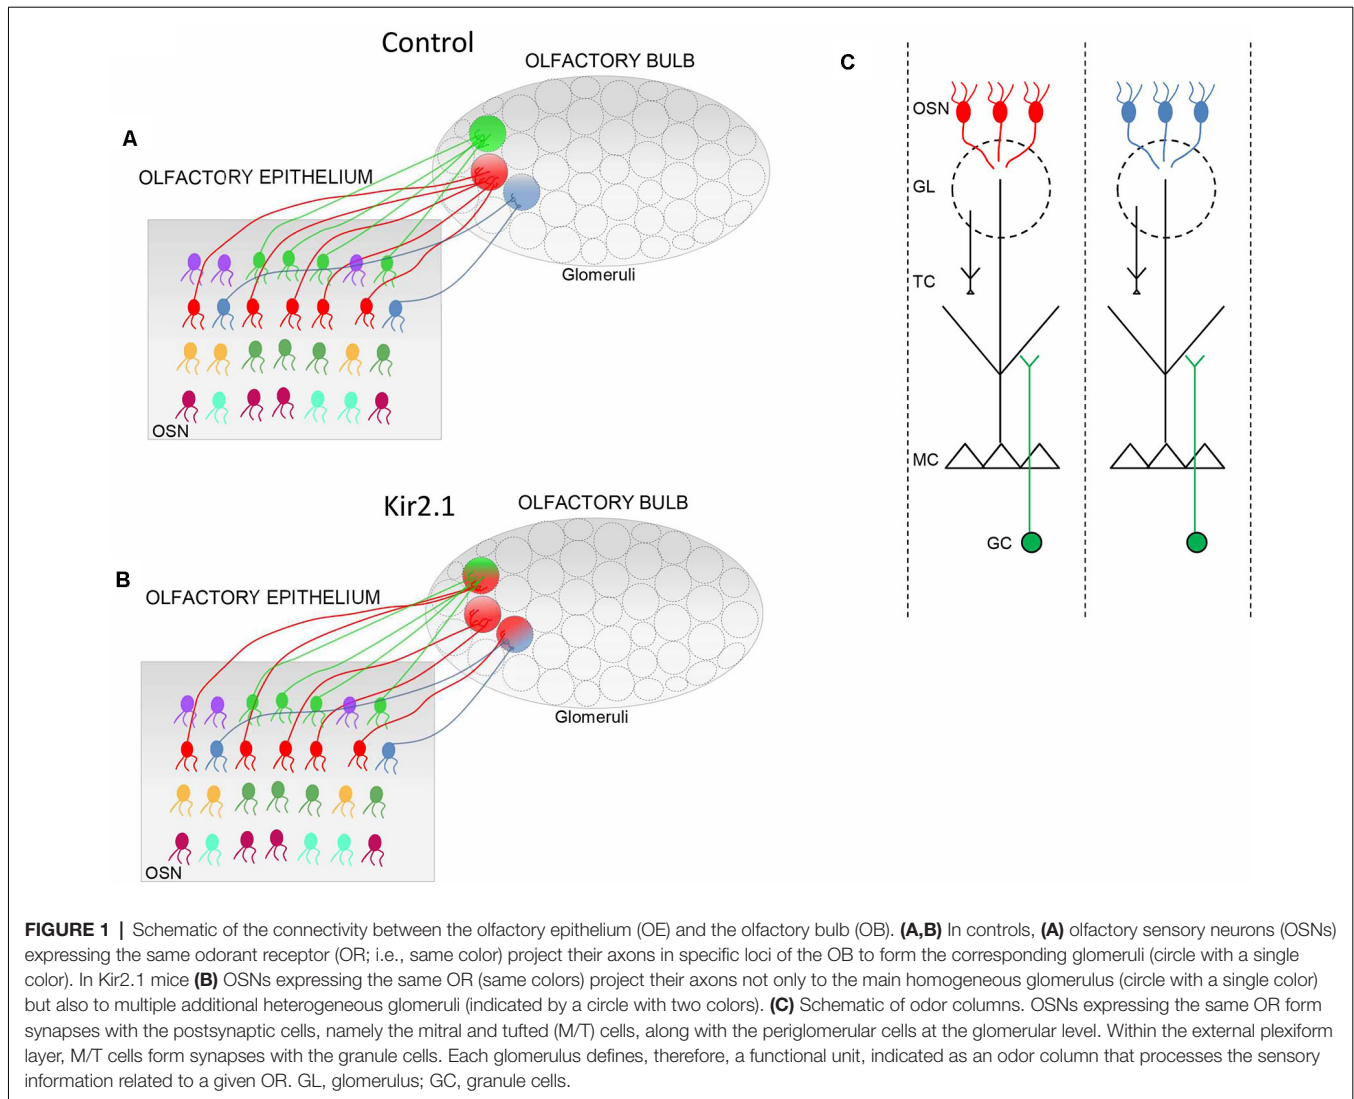 Control
OLFACTORY BULB
A
OLFACTORY EPITHELIUM
Glomeruli
OSN
Kir2.1
OLFACTORY BULB
B
OLFACTORY EPITHELIUM
Glomeruli
OSN
C
OSN
GL
TC
MC
GC
FIGURE 1 | Schematic of the connectivity between the olfactory epithelium (OE) and the olfactory bulb (OB). (A,B) In controls, (A) olfactory sensory neurons (OSNs)
expressing the same odorant receptor (OR; i.e., same color) project their axons in specific loci of the OB to form the corresponding glomeruli (circle with a single
color). In Kir2.1 mice (B) OSNs expressing the same OR (same colors) project their axons not only to the main homogeneous glomerulus (circle with a single color)
but also to multiple additional heterogeneous glomeruli (indicated by a circle with two colors). (C) Schematic of odor columns. OSNs expressing the same OR form
synapses with the postsynaptic cells, namely the mitral and tufted (M/T) cells, along with the periglomerular cells at the glomerular level. Within the external plexiform
layer, M/T cells form synapses with the granule cells. Each glomerulus defines, therefore, a functional unit, indicated as an odor column that processes the sensory
information related to a given OR. GL, glomerulus; GC, granule cells.